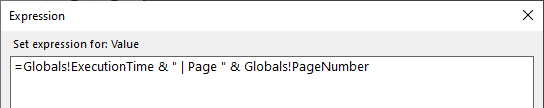 Expression
Set expression for: Value
=Globals!ExecutionTime & " | Page " & Globals!PageNumber